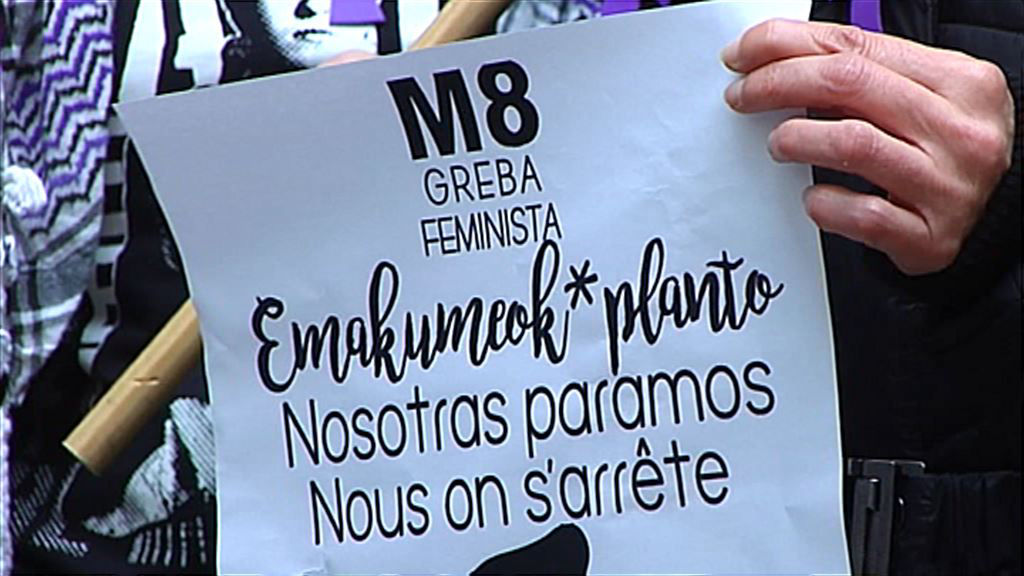 M8
GREBA
FEMINISTA
Emakumeok* planto
Nosotras paramos
Nous on s'arrête